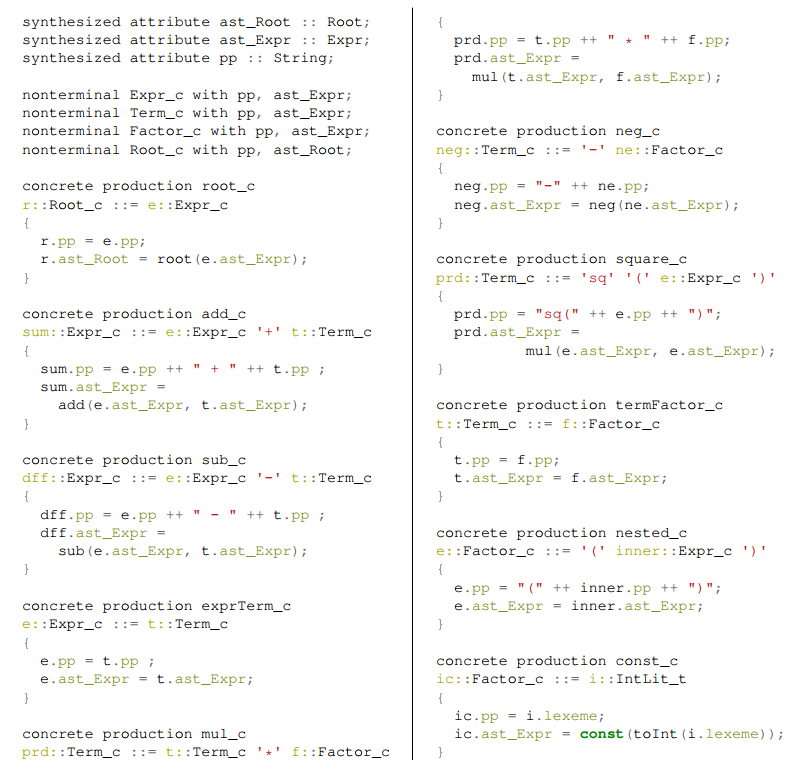 synthesized attribute ast_Root :: Root;
synthesized attribute ast_Expr :: Expr;
synthesized attribute pp :: String;

nonterminal Expr_c with pp, ast_Expr;
nonterminal Term_c with pp, ast_Expr;
nonterminal Factor_c with pp, ast_Expr;
nonterminal Root_c with pp, ast_Root;

concrete production root_c
r::Root_c ::= e::Expr_c
{
  r.pp = e.pp;
  r.ast_Root = root(e.ast_Expr);
}

concrete production add_c
sum::Expr_c ::= e::Expr_c '+' t::Term_c
{
  sum.pp = e.pp ++ " + " ++ t.pp ;
  sum.ast_Expr =
    add(e.ast_Expr, t.ast_Expr);
}

concrete production sub_c
dff::Expr_c ::= e::Expr_c '-' t::Term_c
{
  dff.pp = e.pp ++ " - " ++ t.pp ;
  dff.ast_Expr =
    sub(e.ast_Expr, t.ast_Expr);
}

concrete production exprTerm_c
e::Expr_c ::= t::Term_c
{
  e.pp = t.pp ;
  e.ast_Expr = t.ast_Expr;
}

concrete production mul_c
prd::Term_c ::= t::Term_c '*' f::Factor_c
{
  prd.pp = t.pp ++ " * " ++ f.pp;
  prd.ast_Expr =
    mul(t.ast_Expr, f.ast_Expr);
}

concrete production neg_c
neg::Term_c ::= '-' ne::Factor_c
{
  neg.pp = "-" ++ ne.pp;
  neg.ast_Expr = neg(ne.ast_Expr);
}

concrete production square_c
prd::Term_c ::= 'sq' '(' e::Expr_c ')'
{
  prd.pp = "sq(" ++ e.pp ++ ")";
  prd.ast_Expr =
          mul(e.ast_Expr, e.ast_Expr);
}

concrete production termFactor_c
t::Term_c ::= f::Factor_c
{
  t.pp = f.pp;
  t.ast_Expr = f.ast_Expr;
}

concrete production nested_c
e::Factor_c ::= '(' inner::Expr_c ')'
{
  e.pp = "(" ++ inner.pp ++ ")";
  e.ast_Expr = inner.ast_Expr;
}

concrete production const_c
ic::Factor_c ::= i::IntLit_t
{
  ic.pp = i.lexeme;
  ic.ast_Expr = const(toInt(i.lexeme));
}